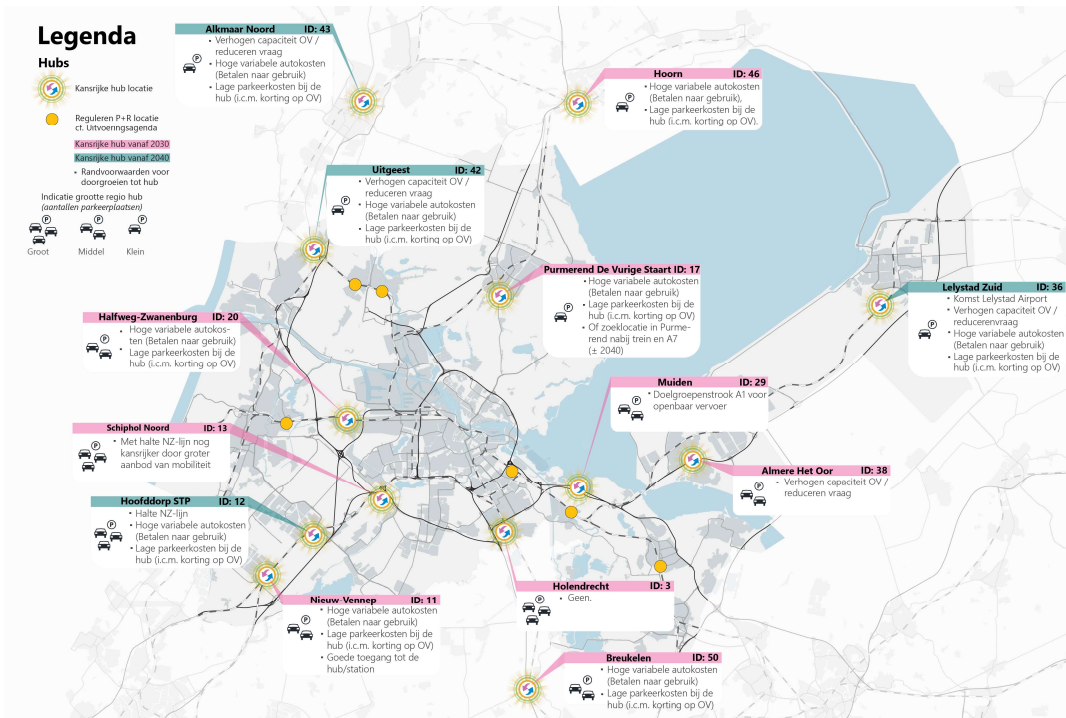 Legenda
Hubs
Kansrijke hub locatie
Reguleren P+R locatie
cf. Uitvoeringsagenda
Kansrijke hub vanaf 2030
Kansrijke hub vanaf 2040
• Randvoorwaarden voor
doorgroeien tot hub
Indicatie grootte regio hub
(aantallen parkeerplaatsen)
P
P
P
Groot
Middel
Klein
Alkmaar Noord ID: 43
P
• Verhogen capaciteit OV /
reduceren vraag
• Hoge variabele autokosten
(Betalen naar gebruik)
• Lage parkeerkosten bij de
hub (i.c.m. korting op OV)
Hoorn ID: 46
P
• Hoge variabele autokosten
(Betalen naar gebruik),
• Lage parkeerkosten bij de
hub (i.c.m. korting op OV).
Uitgeest ID: 42
P
• Verhogen capaciteit OV /
reduceren vraag
• Hoge variabele autokosten
(Betalen naar gebruik)
• Lage parkeerkosten bij de
hub (i.c.m. korting op OV)
Purmerend De Vurige Staart ID: 17
P
• Hoge variabele autokosten
(Betalen naar gebruik)
• Lage parkeerkosten bij de
hub (i.c.m. korting op OV)
• Of zoeklocatie in Purme-
rend nabij trein en A7
(± 2040)
Lelystad Zuid ID: 36
P
• Komst Lelystad Airport
• Verhogen capaciteit OV /
reducerenvraag
• Hoge variabele autokosten
(Betalen naar gebruik)
• Lage parkeerkosten bij de
hub (i.c.m. korting op OV)
Halfweg-Zwanenburg ID: 20
P
• Hoge variabele autokos-
ten (Betalen naar gebruik)
• Lage parkeerkosten bij de
hub (i.c.m. korting op OV)
Muiden ID: 29
P
• Doelgroepenstrook A1 voor
openbaar vervoer
Schiphol Noord ID: 13
P
• Met halte NZ-lijn nog
kansrijker door groter
aanbod van mobiliteit
Almere Het Oor ID: 38
P
- Verhogen capaciteit OV /
reduceren vraag
Hoofddorp STP ID: 12
P
• Halte NZ-lijn
• Hoge variabele autokosten
(Betalen naar gebruik)
• Lage parkeerkosten bij de
hub (i.c.m. korting op OV)
Nieuw-Vennep ID: 11
P
• Hoge variabele autokosten
(Betalen naar gebruik)
• Lage parkeerkosten bij de
hub (i.c.m. korting op OV)
• Goede toegang tot de
hub/station
Holendrecht ID: 3
P
• Geen.
Breukelen ID: 50
P
• Hoge variabele autokosten
(Betalen naar gebruik)
• Lage parkeerkosten bij de
hub (i.c.m. korting op OV)